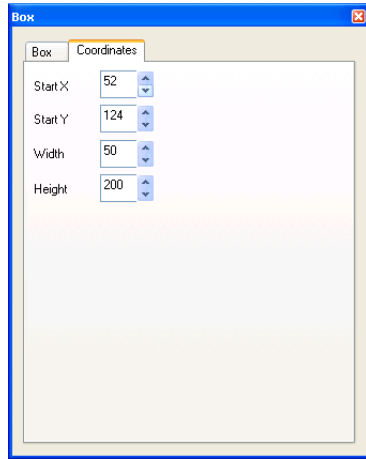 Box
Box Coordinates
Start X 52
Start Y 124
Width 50
Height 200